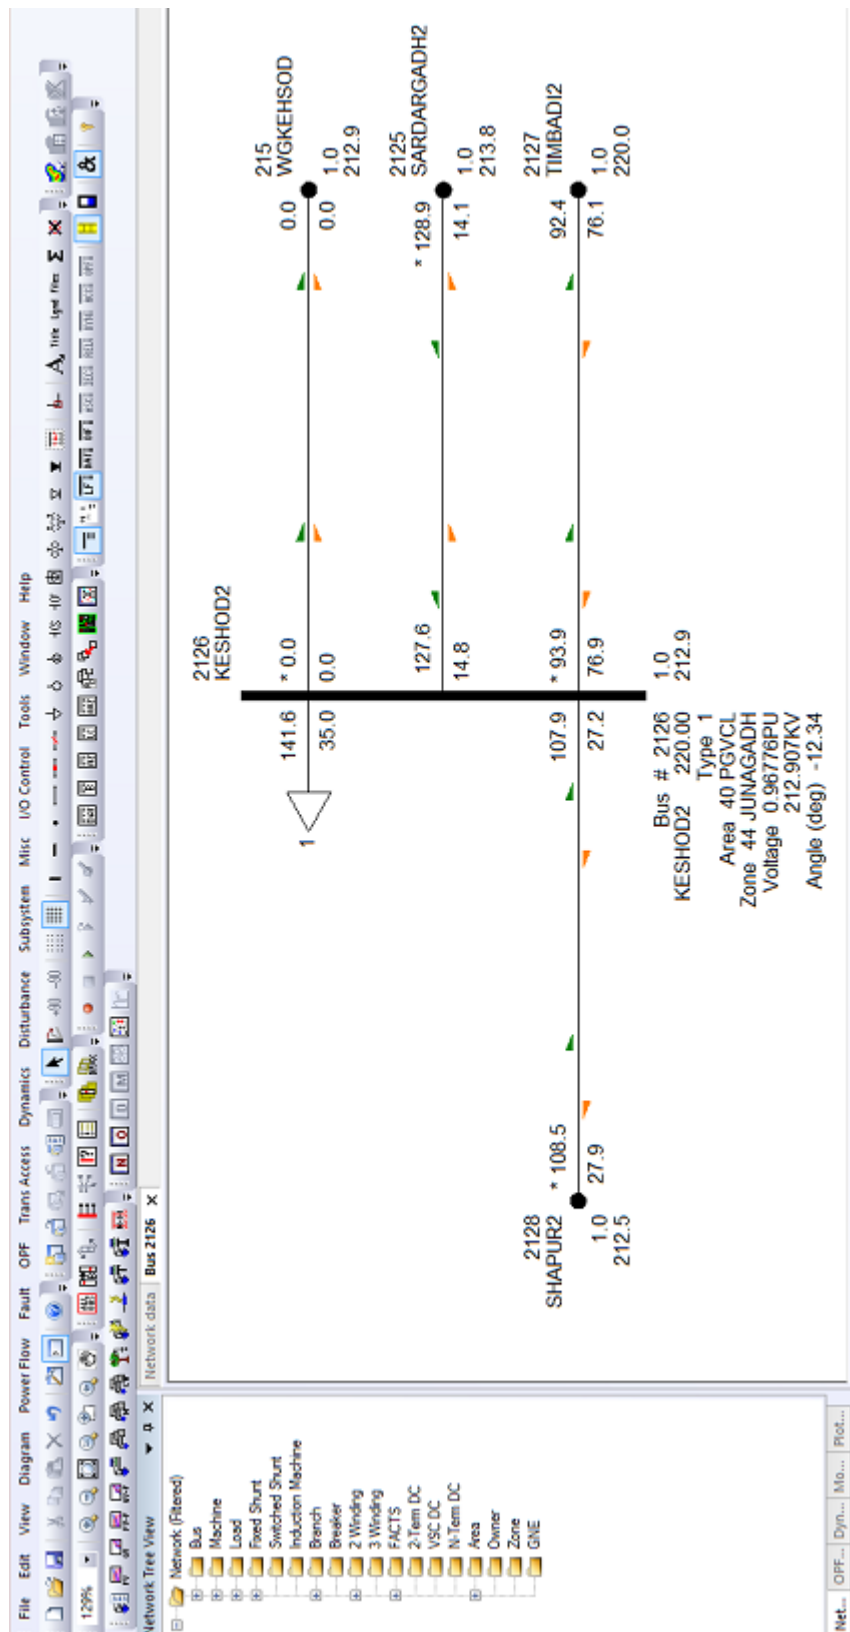 File Edit View Diagram Power Flow Fault OPF Trans Access Dynamics Disturbance Subsystem Misc I/O Control Tools Window Help
129%
Network Tree View
Network data Bus 2126
Network (Filtered)
Bus
Machine
Load
Fixed Shunt
Switched Shunt
Induction Machine
Branch
Breaker
2 Winding
3 Winding
FACTS
2-Term DC
VSC DC
N-Term DC
Area
Owner
Zone
GNE
Net... OPF... Dyn... Mo... Plot...
2126
KESHOD2
215
WGKEHSOD
1
141.6
35.0
* 0.0
0.0
0.0
0.0
1.0
212.9
2125
SARDARGADH2
127.6
14.8
* 128.9
14.1
1.0
213.8
2127
TIMBADI2
* 93.9
76.9
92.4
76.1
1.0
220.0
2128
SHAPUR2
* 108.5
27.9
107.9
27.2
1.0
212.5
1.0
212.9
Bus # 2126
KESHOD2 220.00
Type 1
Area 40 PGVCL
Zone 44 JUNAGADH
Voltage 0.96776PU
212.907KV
Angle (deg) -12.34